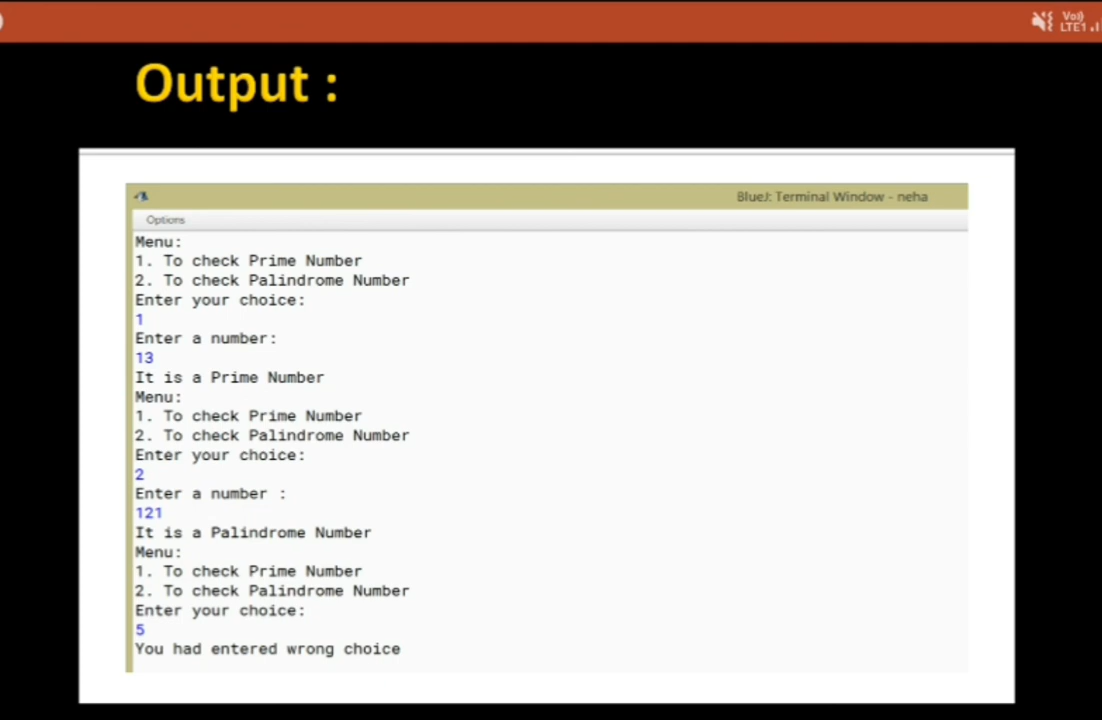 Vo))
LTE1
Output :
BlueJ: Terminal Window - neha
Options
Menu:
1. To check Prime Number
2. To check Palindrome Number
Enter your choice:
1
Enter a number:
13
It is a Prime Number
Menu:
1. To check Prime Number
2. To check Palindrome Number
Enter your choice:
2
Enter a number :
121
It is a Palindrome Number
Menu:
1. To check Prime Number
2. To check Palindrome Number
Enter your choice:
5
You had entered wrong choice